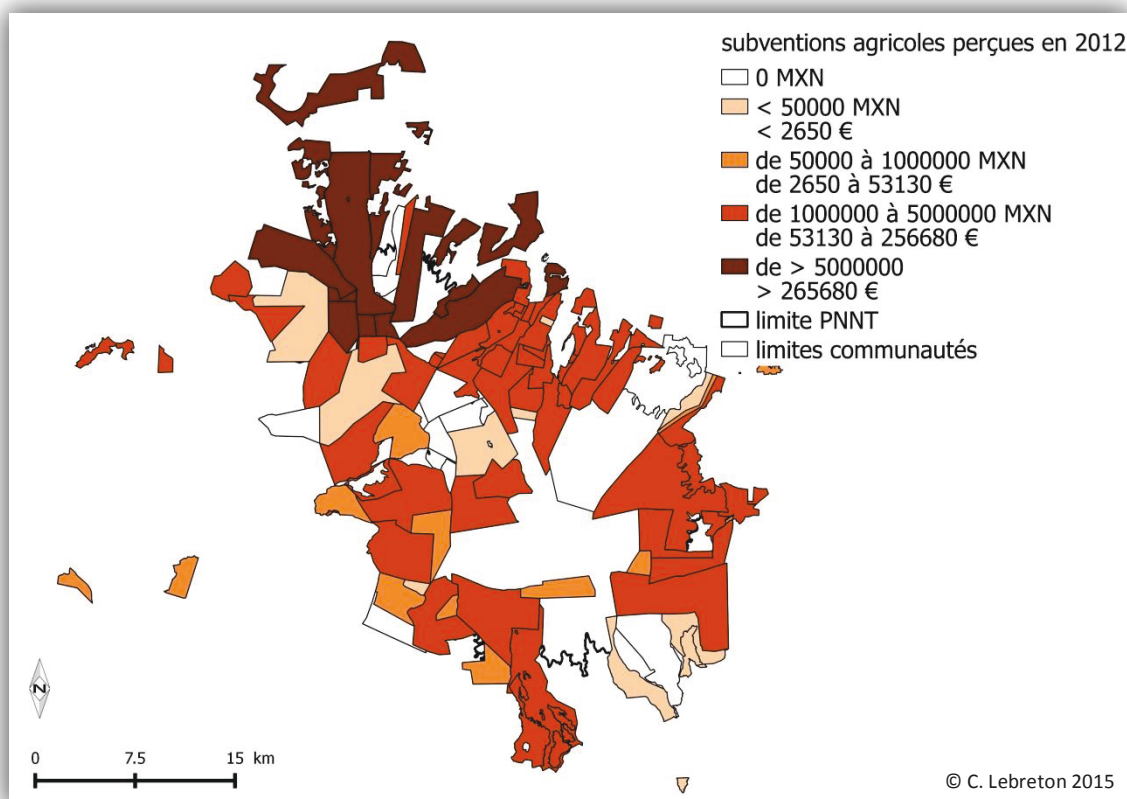 subventions agricoles perçues en 2012
0 MXN
< 50000 MXN
< 2650 €
de 50000 à 1000000 MXN
de 2650 à 53130 €
de 1000000 à 5000000 MXN
de 53130 à 256680 €
de > 5000000
> 265680 €
limite PNNT
limites communautés
N
0 7.5 15 km
© C. Lebreton 2015